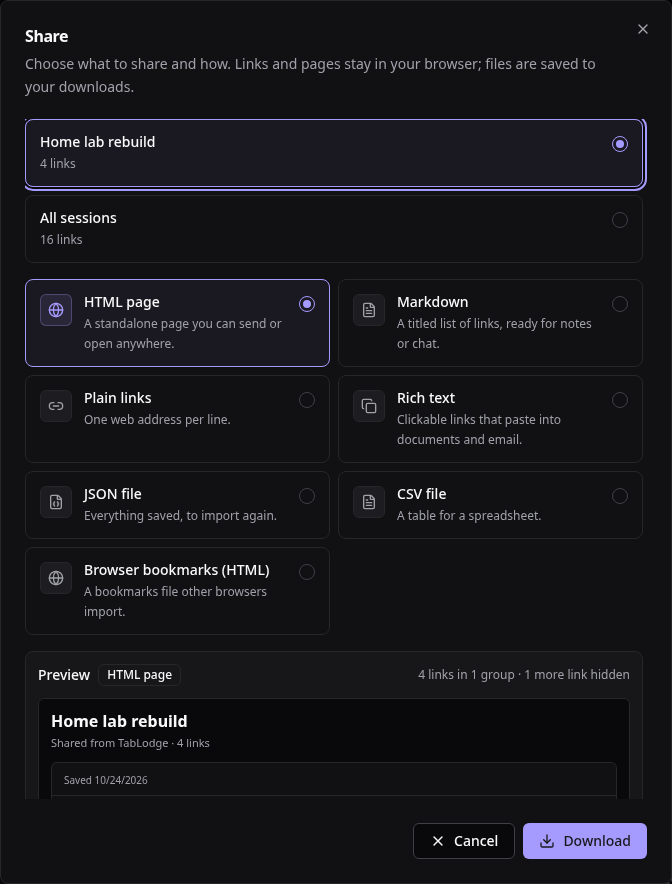 Share
Choose what to share and how. Links and pages stay in your browser; files are saved to
your downloads.
Home lab rebuild
4 links
All sessions
16 links
HTML page
A standalone page you can send or
open anywhere.
Markdown
A titled list of links, ready for notes
or chat.
Plain links
One web address per line.
Rich text
Clickable links that paste into
documents and email.
JSON file
Everything saved, to import again.
CSV file
A table for a spreadsheet.
Browser bookmarks (HTML)
A bookmarks file other browsers
import.
Preview HTML page 4 links in 1 group · 1 more link hidden
Home lab rebuild
Shared from TabLodge · 4 links
Saved 10/24/2026
Cancel Download